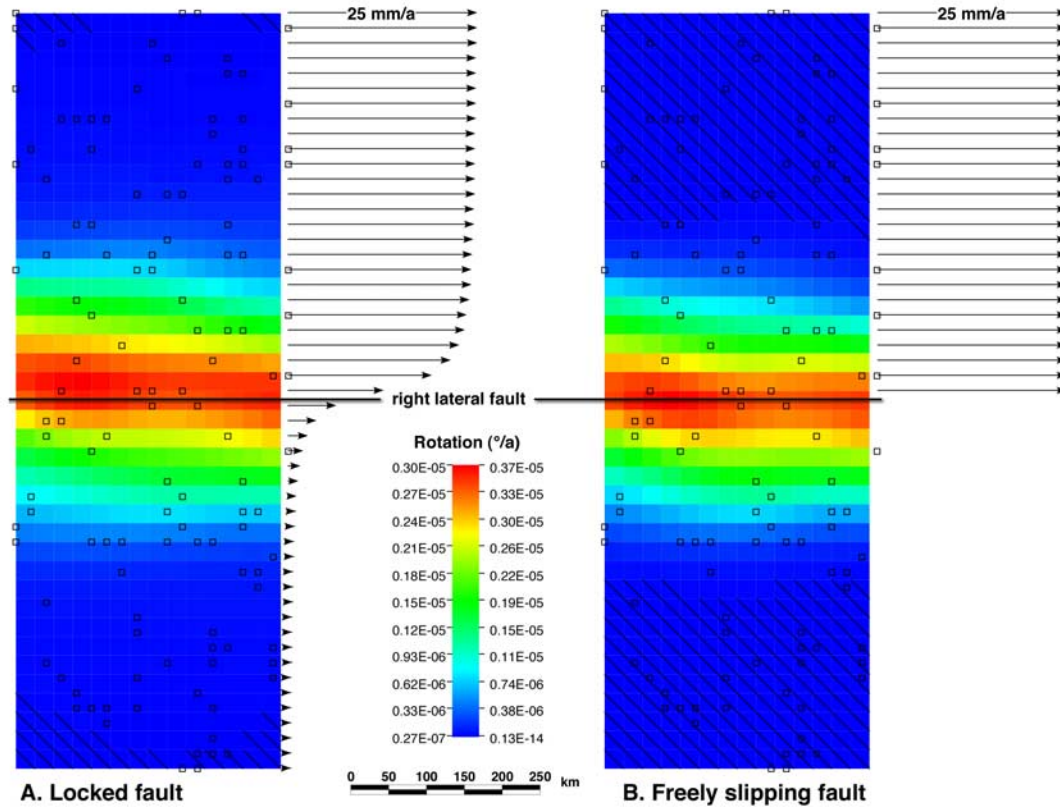 25 mm/a
25 mm/a
right lateral fault
Rotation (°/a)
0.30E-05 0.37E-05
0.27E-05 0.33E-05
0.24E-05 0.30E-05
0.21E-05 0.26E-05
0.18E-05 0.22E-05
0.15E-05 0.19E-05
0.12E-05 0.15E-05
0.93E-06 0.11E-05
0.62E-06 0.74E-06
0.33E-06 0.38E-06
0.27E-07 0.13E-14
0 50 100 150 200 250 km
A. Locked fault
B. Freely slipping fault